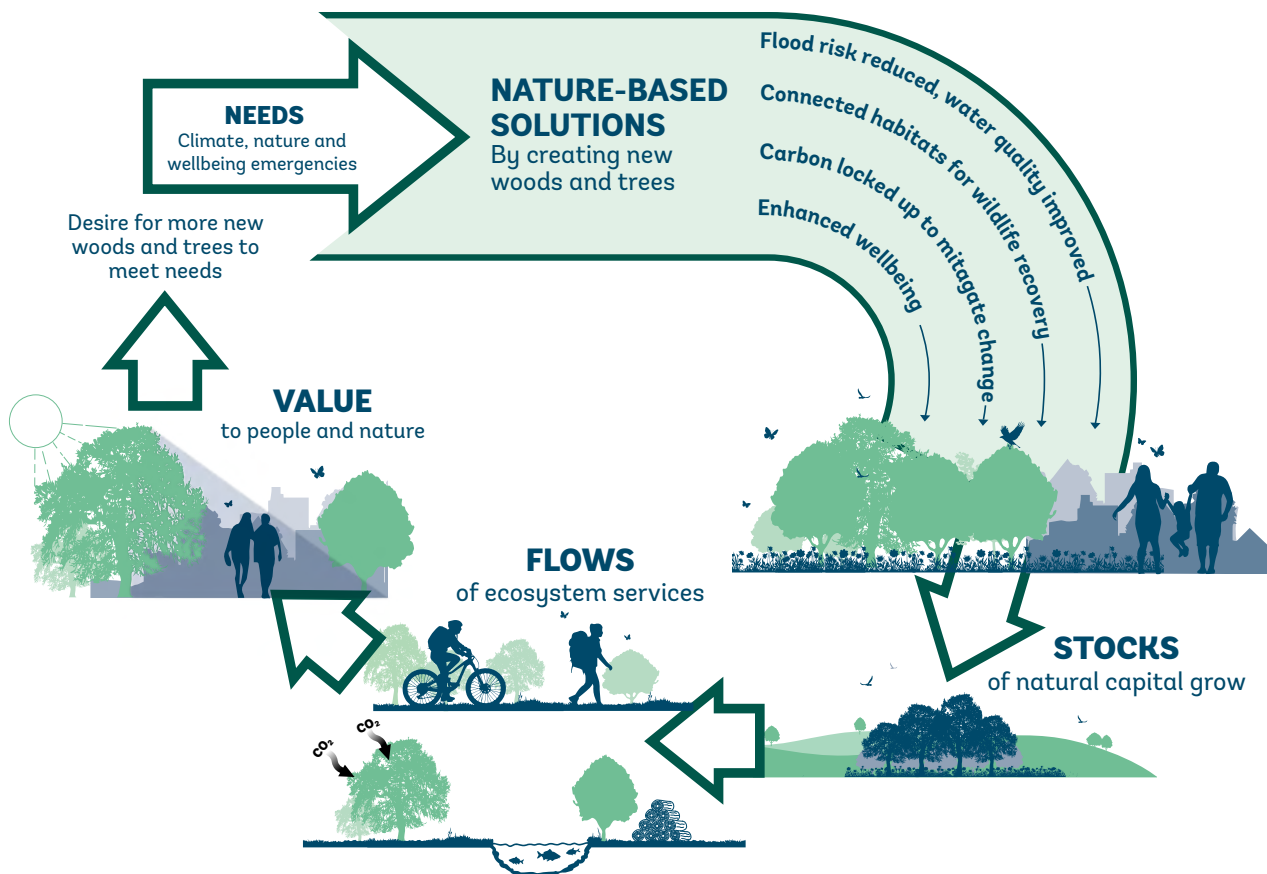 NEEDS
Climate, nature and
wellbeing emergencies
NATURE-BASED
SOLUTIONS
By creating new
woods and trees
Flood risk reduced, water quality improved
Connected habitats for wildlife recovery
Carbon locked up to mitagate change
Enhanced wellbeing
Desire for more new
woods and trees to
meet needs
VALUE
to people and nature
FLOWS
of ecosystem services
STOCKS
of natural capital grow
CO₂
CO₂